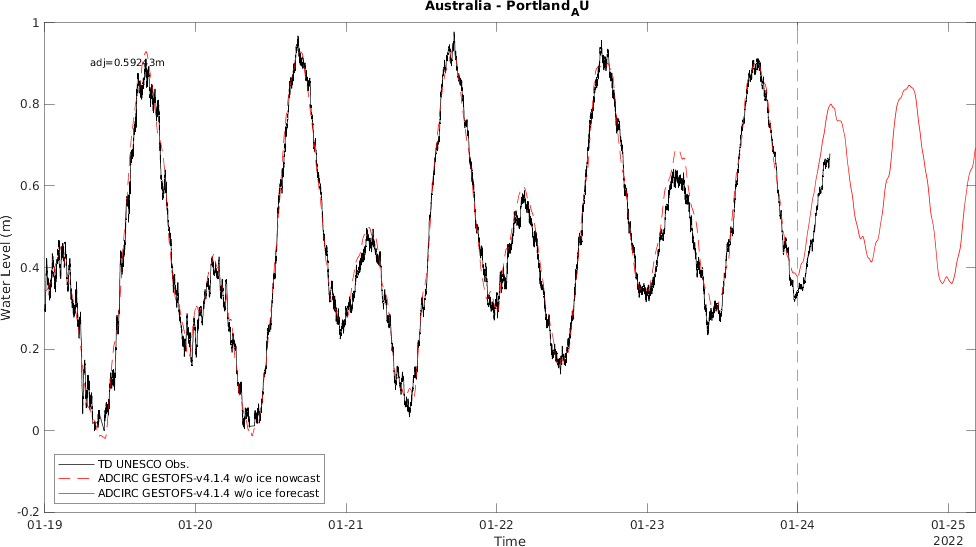 Australia - Portland_AU
adj=0.59243m
1
0.8
0.6
0.4
0.2
0
-0.2
Water Level (m)
TD UNESCO Obs.
ADCIRC GESTOFS-v4.1.4 w/o ice nowcast
ADCIRC GESTOFS-v4.1.4 w/o ice forecast
01-19 01-20 01-21 01-22 01-23 01-24 01-25
Time 2022